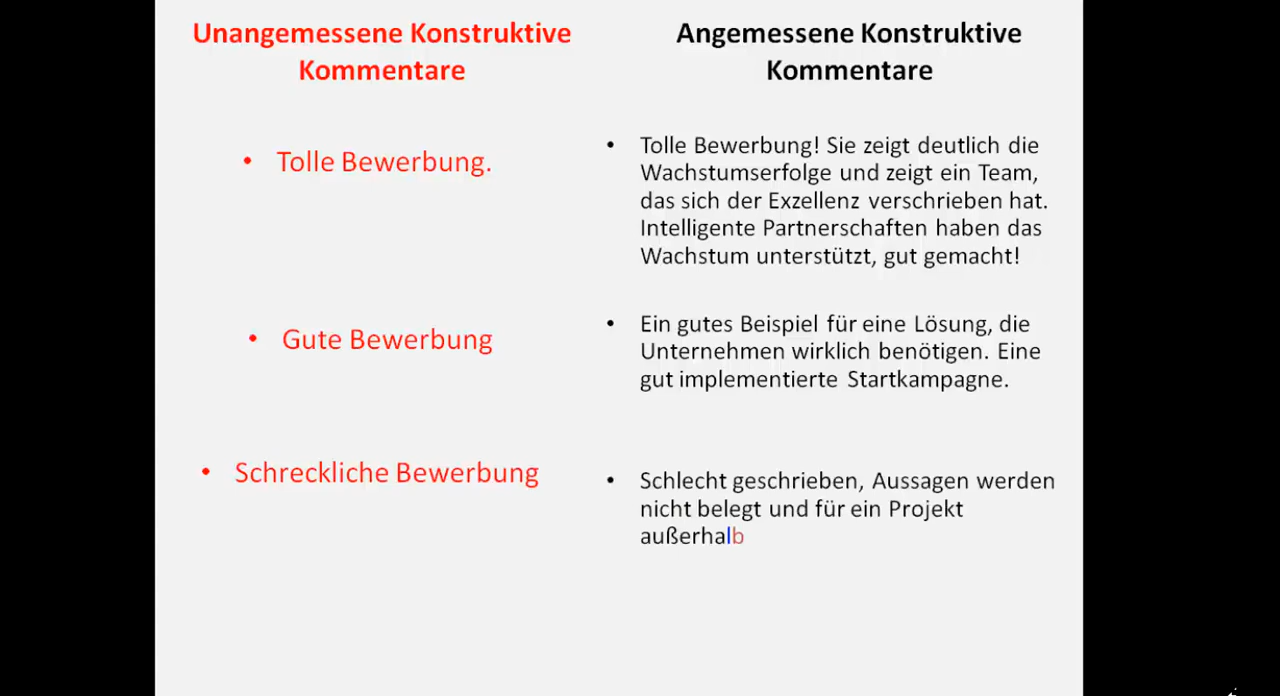 Unangemessene Konstruktive
Kommentare
Angemessene Konstruktive
Kommentare
• Tolle Bewerbung.
• Tolle Bewerbung! Sie zeigt deutlich die
Wachstumserfolge und zeigt ein Team,
das sich der Exzellenz verschrieben hat.
Intelligente Partnerschaften haben das
Wachstum unterstützt, gut gemacht!
• Gute Bewerbung
• Ein gutes Beispiel für eine Lösung, die
Unternehmen wirklich benötigen. Eine
gut implementierte Startkampagne.
• Schreckliche Bewerbung
• Schlecht geschrieben, Aussagen werden
nicht belegt und für ein Projekt
außerhalb